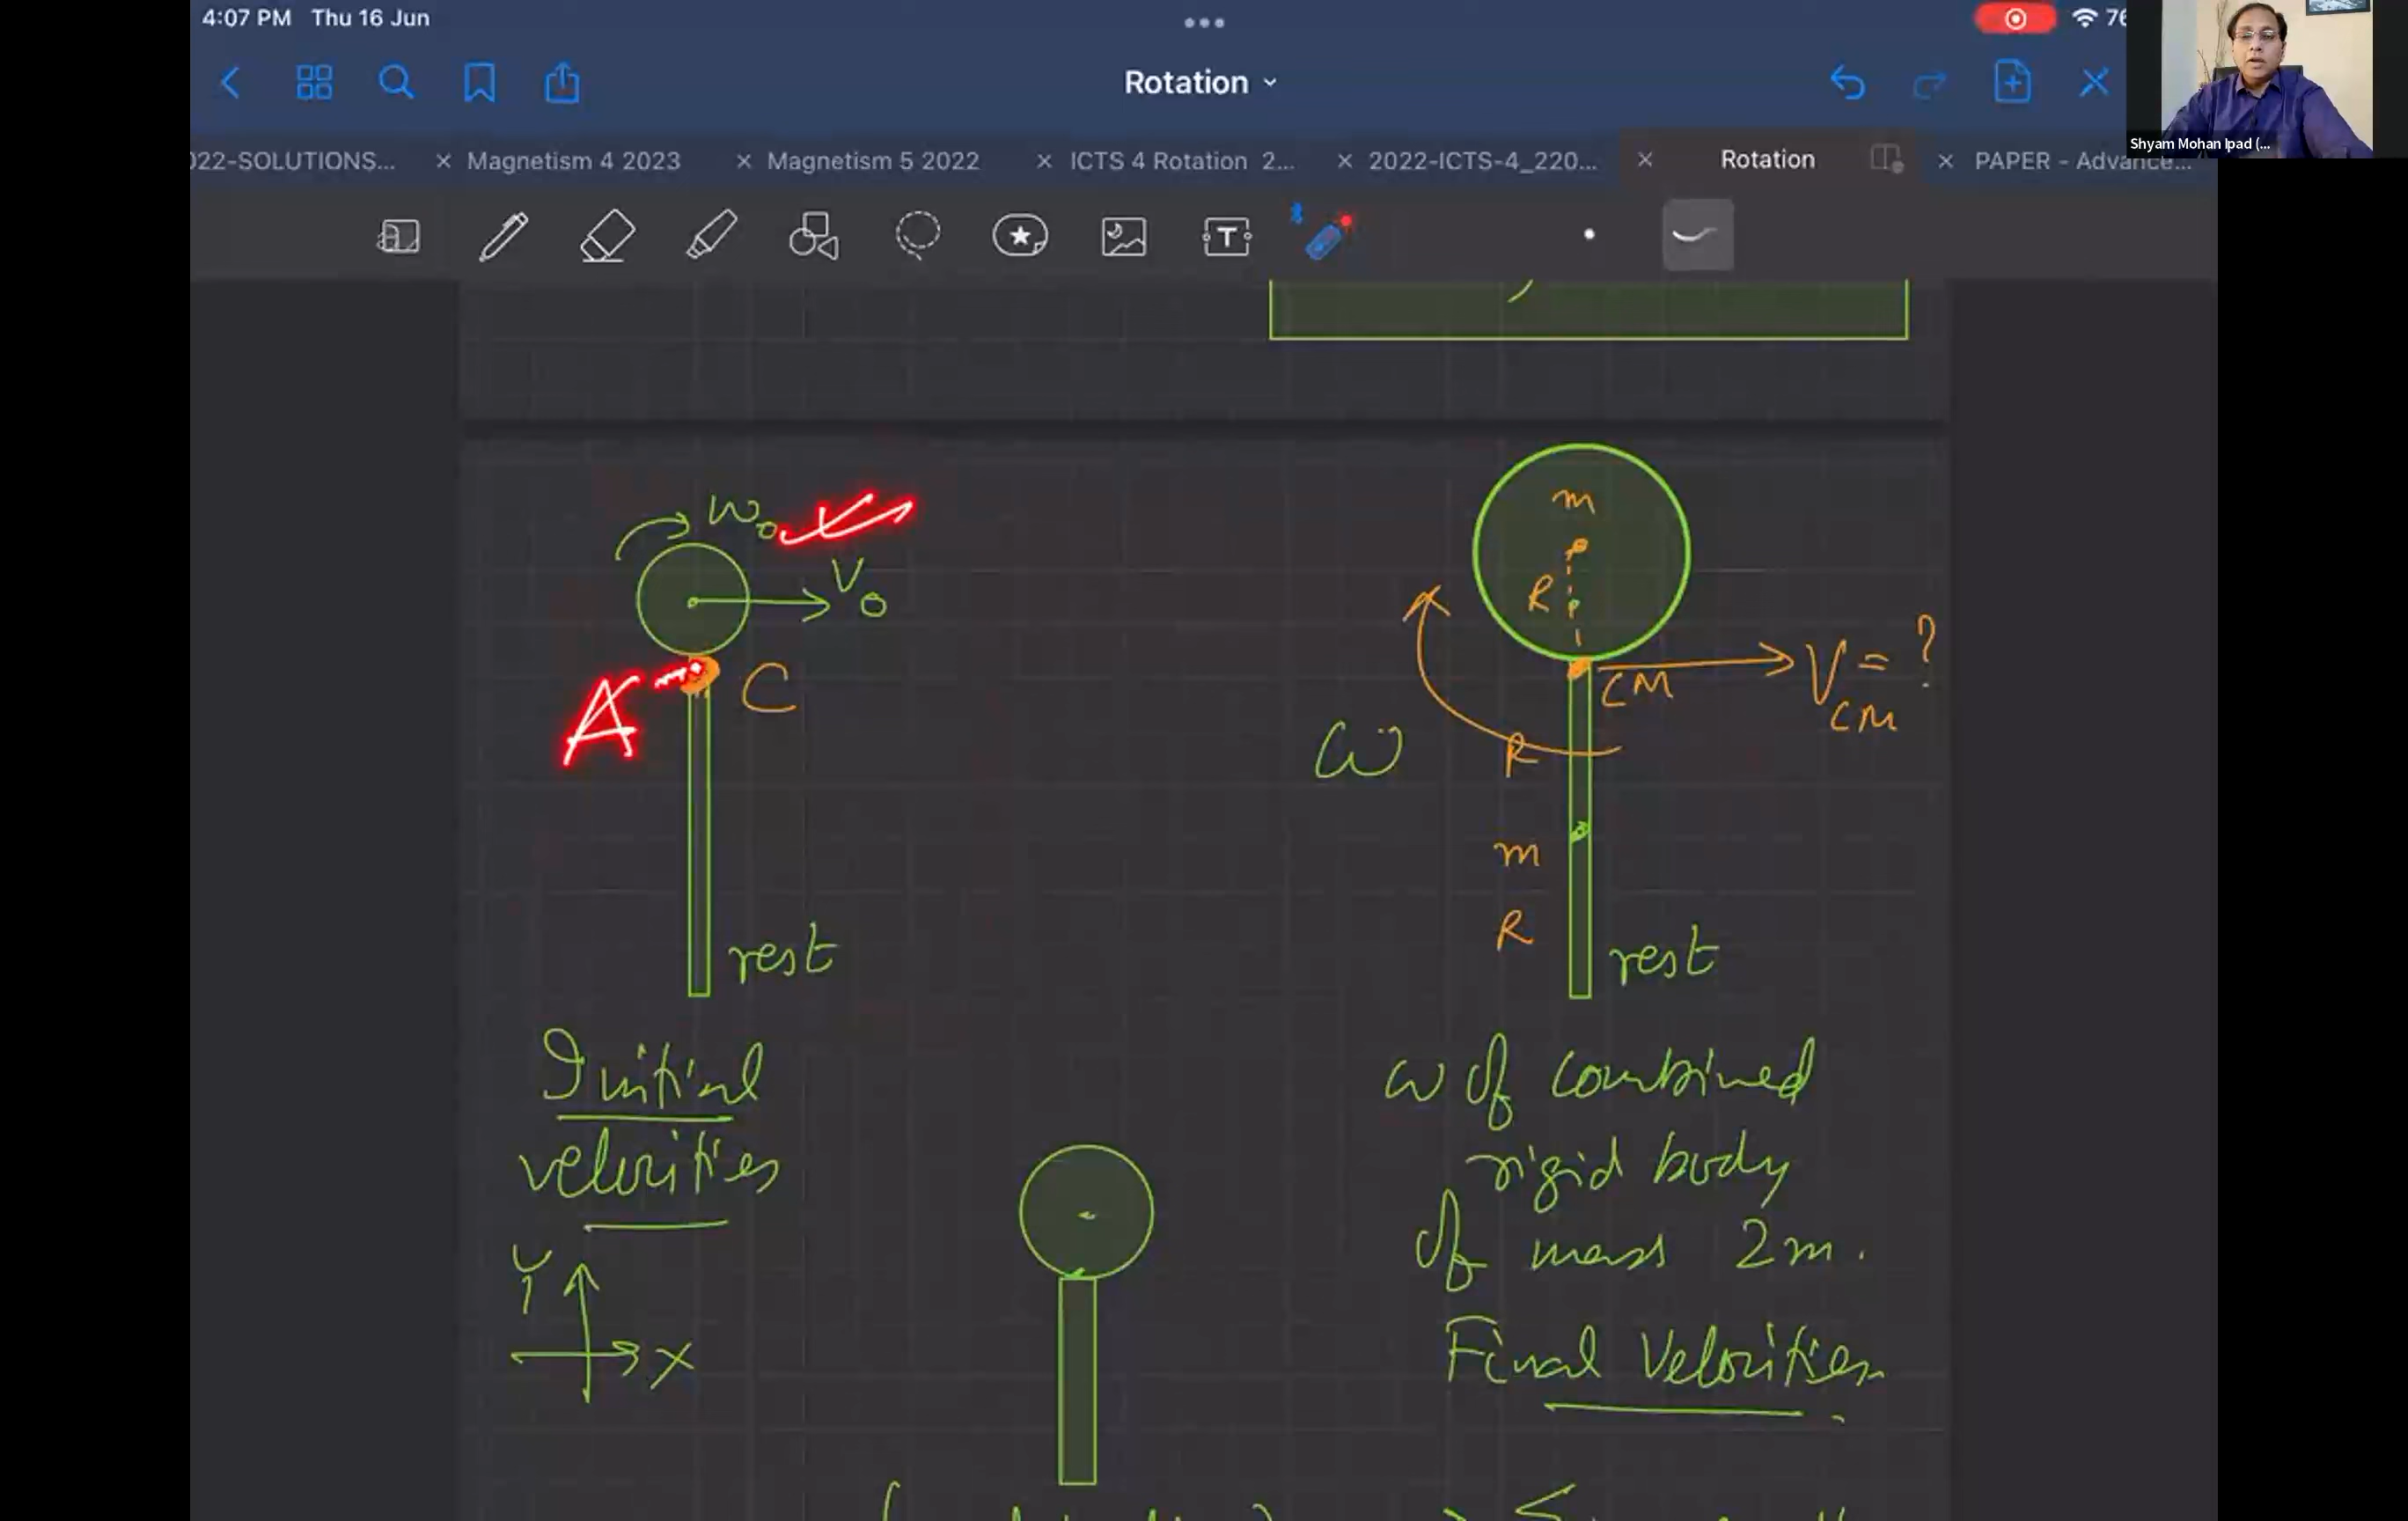 4:07 PM Thu 16 Jun
76
Rotation
022-SOLUTIONS...
Magnetism 4 2023
Magnetism 5 2022
ICTS 4 Rotation 2...
2022-ICTS-4_220...
Rotation
PAPER - Advance...
Shyam Mohan Ipad (...
T
ω₀
V₀
A
C
rest
Initial
velocities
Y
X
m
R
CM
V_CM = ?
ω
R
m
R
rest
ω of combined
rigid body
of mass 2m.
Final Velocities